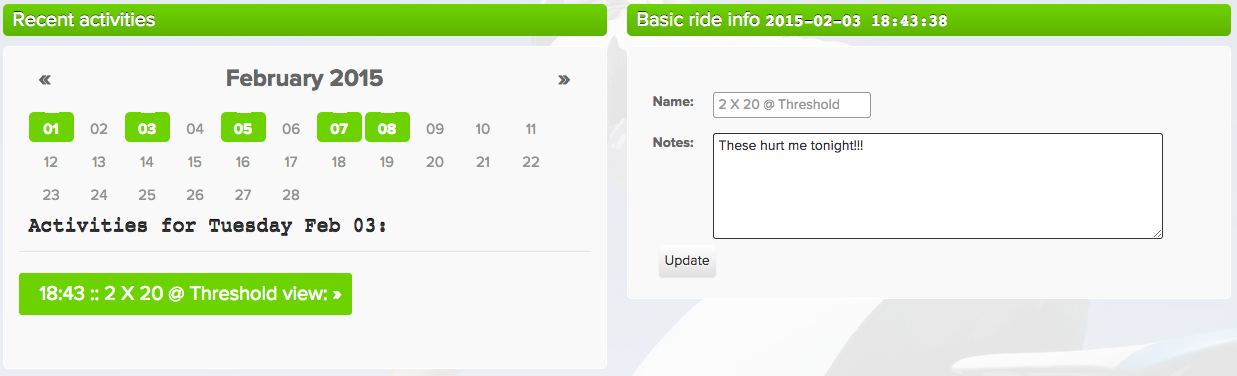 Recent activities
« February 2015 »
01 02 03 04 05 06 07 08 09 10 11
12 13 14 15 16 17 18 19 20 21 22
23 24 25 26 27 28
Activities for Tuesday Feb 03:
18:43 :: 2 X 20 @ Threshold view: »
Basic ride info 2015-02-03 18:43:38
Name: 2 X 20 @ Threshold
Notes: These hurt me tonight!!!
Update